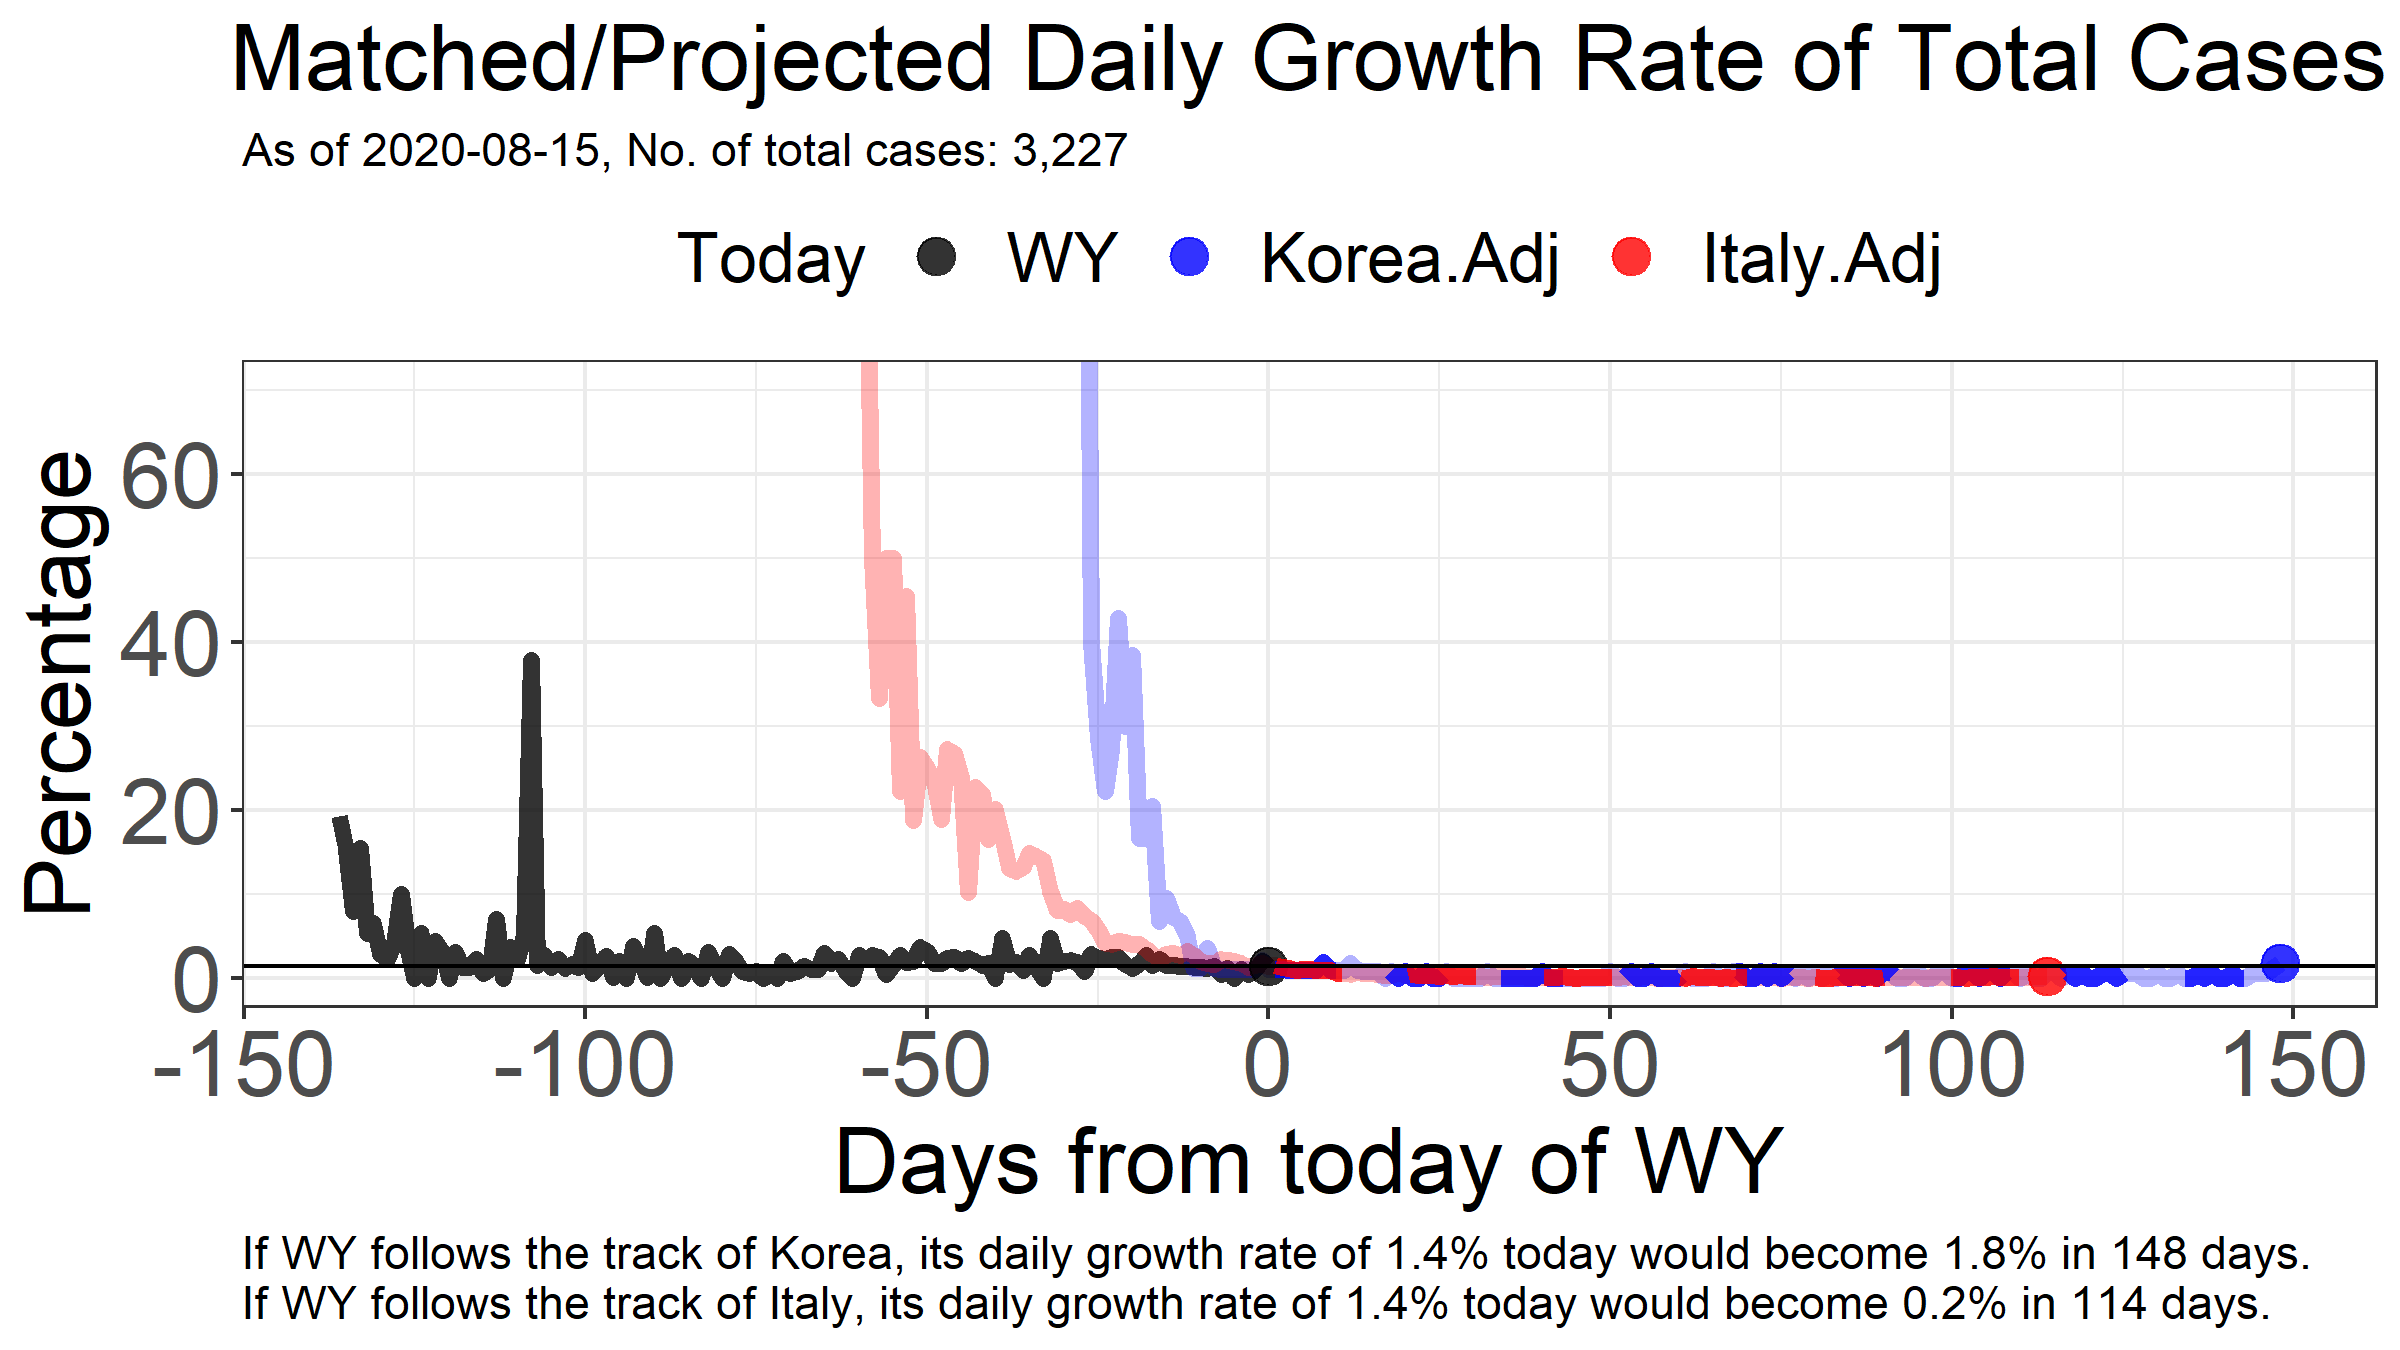 Matched/Projected Daily Growth Rate of Total Cases
As of 2020-08-15, No. of total cases: 3,227
Today WY Korea.Adj Italy.Adj
Percentage
60
40
20
0
-150 -100 -50 0 50 100 150
Days from today of WY
If WY follows the track of Korea, its daily growth rate of 1.4% today would become 1.8% in 148 days.
If WY follows the track of Italy, its daily growth rate of 1.4% today would become 0.2% in 114 days.